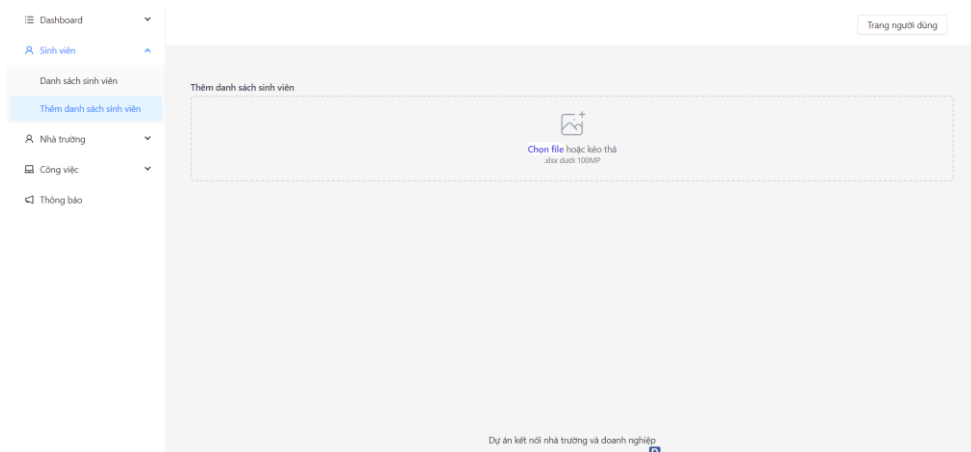 Dashboard
Trang người dùng
Sinh viên
Danh sách sinh viên
Thêm danh sách sinh viên
Nhà trường
Công việc
Thông báo
Thêm danh sách sinh viên
Chọn file hoặc kéo thả
.xlsx dưới 100MP
Dự án kết nối nhà trường và doanh nghiệp